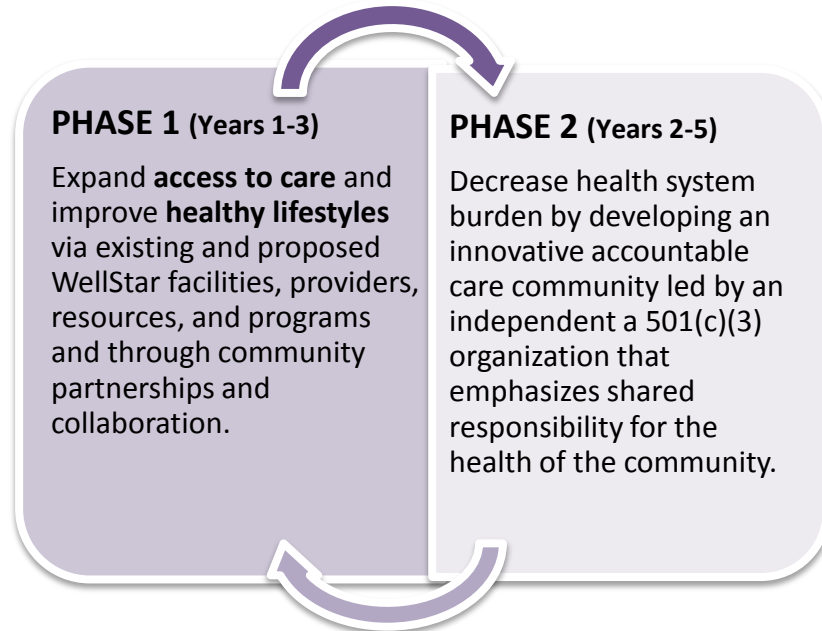 PHASE 1 (Years 1-3)
Expand access to care and
improve healthy lifestyles
via existing and proposed
WellStar facilities, providers,
resources, and programs
and through community
partnerships and
collaboration.
PHASE 2 (Years 2-5)
Decrease health system
burden by developing an
innovative accountable
care community led by an
independent a 501(c)(3)
organization that
emphasizes shared
responsibility for the
health of the community.